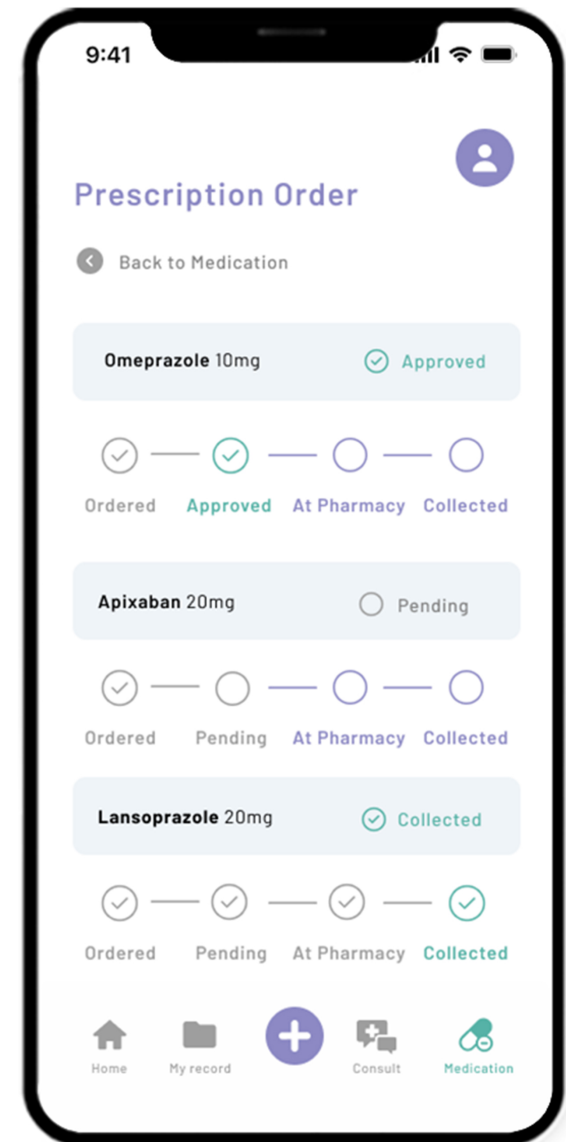 9:41
Prescription Order
Back to Medication
Omeprazole 10mg Approved
Ordered Approved At Pharmacy Collected
Apixaban 20mg Pending
Ordered Pending At Pharmacy Collected
Lansoprazole 20mg Collected
Ordered Pending At Pharmacy Collected
Home My record Consult Medication